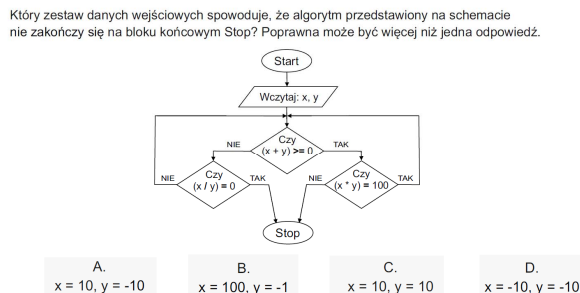 Który zestaw danych wejściowych spowoduje, że algorytm przedstawiony na schemacie
nie zakończy się na bloku końcowym Stop? Poprawna może być więcej niż jedna odpowiedź.
Start
Wczytaj: x, y
Czy
(x + y) >= 0
NIE
TAK
Czy
(x / y) = 0
NIE
TAK
Czy
(x * y) = 100
NIE
TAK
Stop
A.
x = 10, y = -10
B.
x = 100, y = -1
C.
x = 10, y = 10
D.
x = -10, y = -10